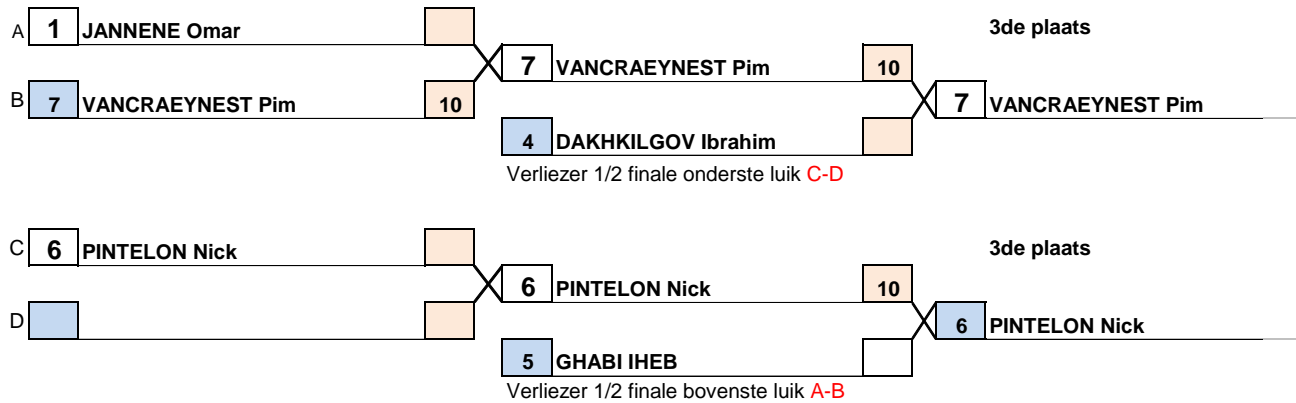 A 1 JANNENE Omar
3de plaats
7 VANCRAEYNEST Pim 10
B 7 VANCRAEYNEST Pim 10
7 VANCRAEYNEST Pim
4 DAKHKILGOV Ibrahim
Verliezer 1/2 finale onderste luik C-D
C 6 PINTELON Nick
3de plaats
6 PINTELON Nick 10
D
6 PINTELON Nick
5 GHABI IHEB
Verliezer 1/2 finale bovenste luik A-B